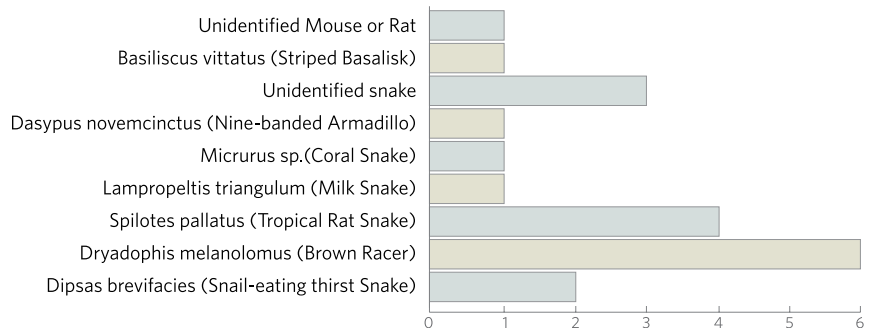 Unidentified Mouse or Rat
Basiliscus vittatus (Striped Basalisk)
Unidentified snake
Dasypus novemcinctus (Nine-banded Armadillo)
Micrurus sp.(Coral Snake)
Lampropeltis triangulum (Milk Snake)
Spilotes pallatus (Tropical Rat Snake)
Dryadophis melanolomus (Brown Racer)
Dipsas brevifacies (Snail-eating thirst Snake)
0 1 2 3 4 5 6